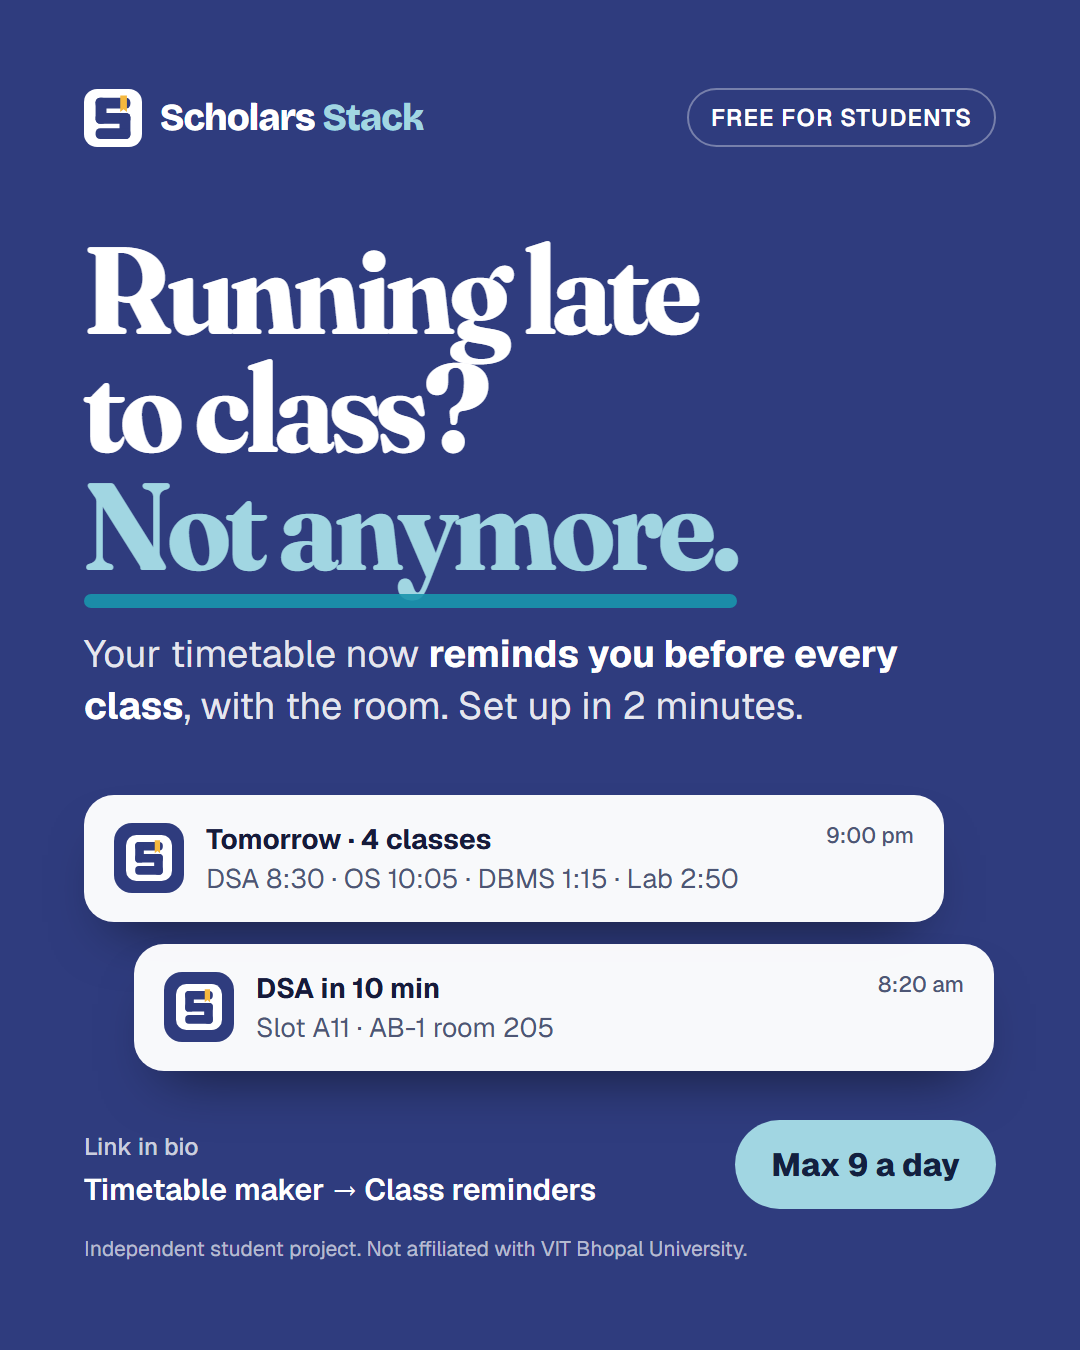 Scholars Stack
FREE FOR STUDENTS
Running late
to class?
Not anymore.
Your timetable now reminds you before every
class, with the room. Set up in 2 minutes.
Tomorrow · 4 classes
9:00 pm
DSA 8:30 · OS 10:05 · DBMS 1:15 · Lab 2:50
DSA in 10 min
8:20 am
Slot A11 · AB-1 room 205
Link in bio
Timetable maker → Class reminders
Max 9 a day
Independent student project. Not affiliated with VIT Bhopal University.